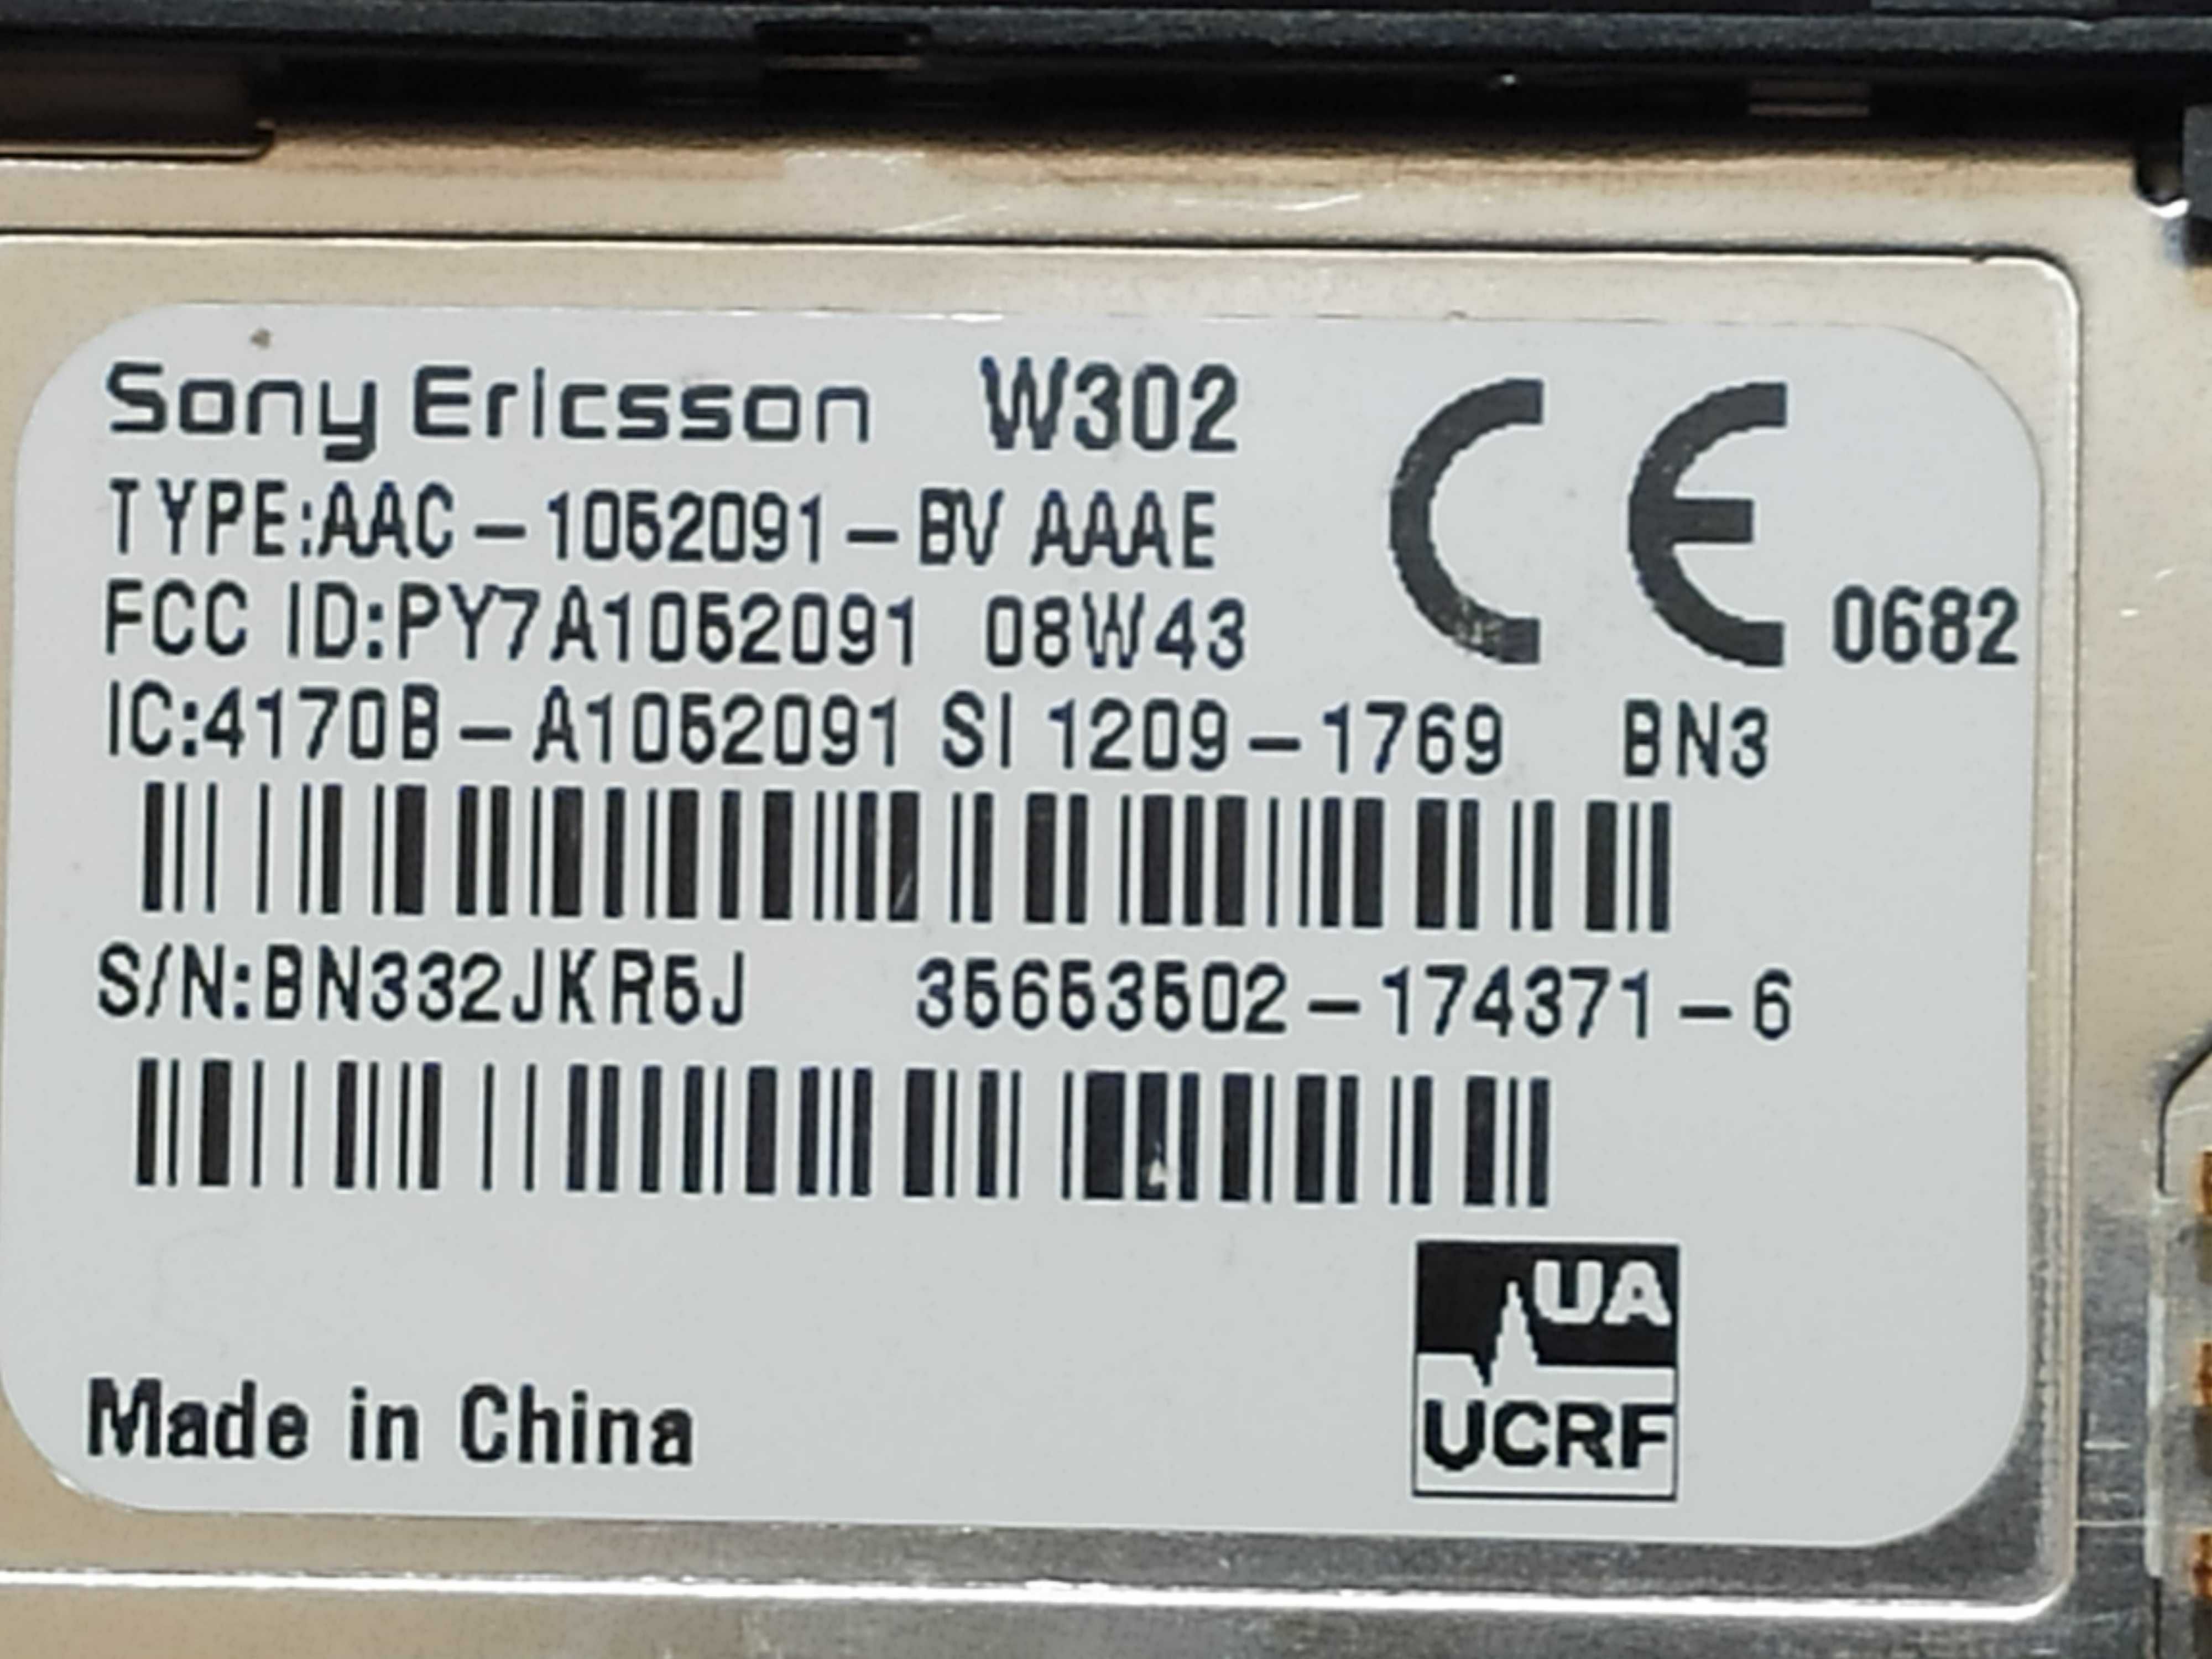 Sony Ericsson W302
TYPE:AAC-1052091-BV AAAE
FCC ID:PY7A1052091 08W43
CE 0682
IC:4170B-A1052091 SI 1209-1769 BN3
S/N:BN332JKR5J 35653502-174371-6
UA
UCRF
Made in China